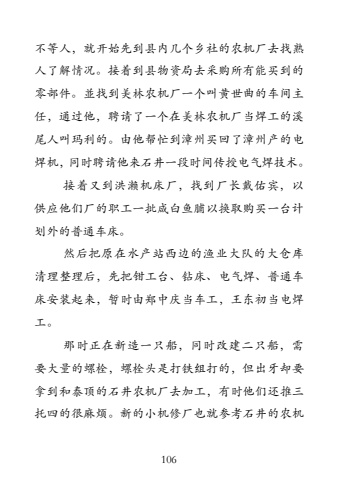 不等人，就开始先到县内几个乡社的农机厂去找熟
人了解情况。接着到县物资局去采购所有能买到的
零部件。並找到美林农机厂一个叫黄世曲的车间主
任，通过他，聘请了一个在美林农机厂当焊工的溪
尾人叫玛利的。由他帮忙到漳州买回了漳州产的电
焊机，同时聘请他来石井一段时间传授电气焊技术。
接着又到洪濑机床厂，找到厂长戴佑宾，以
供应他们厂的职工一批咸白鱼脯以换取购买一台计
划外的普通车床。
然后把原在水产站西边的渔业大队的大仓库
清理整理后，先把钳工台、钻床、电气焊、普通车
床安装起来，暂时由郑中庆当车工，王东初当电焊
工。
那时正在新造一只船，同时改建二只船，需
要大量的螺栓，螺栓头是打铁组打的，但出牙却要
拿到和泰顶的石井农机厂去加工，有时他们还推三
托四的很麻烦。新的小机修厂也就参考石井的农机
106